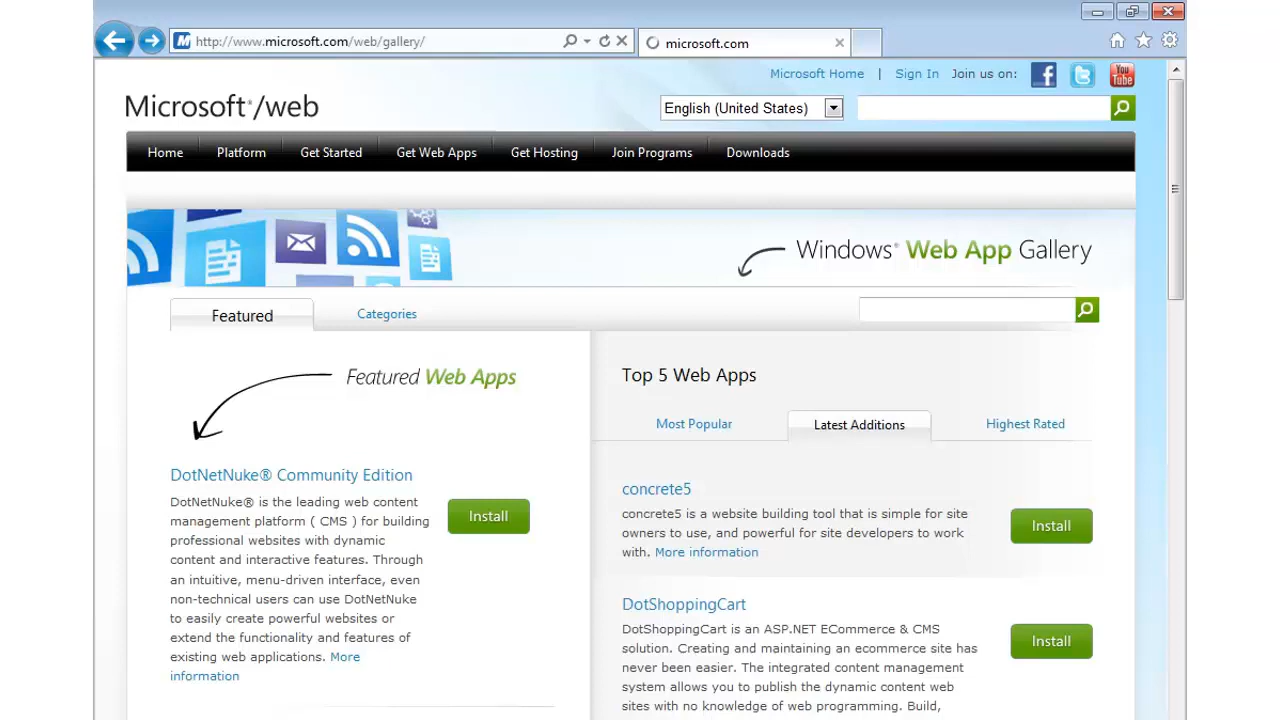 http://www.microsoft.com/web/gallery/
microsoft.com
Microsoft Home | Sign In Join us on:
You Tube
Microsoft®/web
English (United States)
Home Platform Get Started Get Web Apps Get Hosting Join Programs Downloads
Windows® Web App Gallery
Featured Categories
Featured Web Apps
DotNetNuke® Community Edition
DotNetNuke® is the leading web content
management platform ( CMS ) for building
professional websites with dynamic
content and interactive features. Through
an intuitive, menu-driven interface, even
non-technical users can use DotNetNuke
to easily create powerful websites or
extend the functionality and features of
existing web applications. More
information
Install
Top 5 Web Apps
Most Popular Latest Additions Highest Rated
concrete5
concrete5 is a website building tool that is simple for site
owners to use, and powerful for site developers to work
with. More information
Install
DotShoppingCart
DotShoppingCart is an ASP.NET ECommerce & CMS
solution. Creating and maintaining an ecommerce site has
never been easier. The integrated content management
system allows you to publish the dynamic content web
sites with no knowledge of web programming. Build,
Install